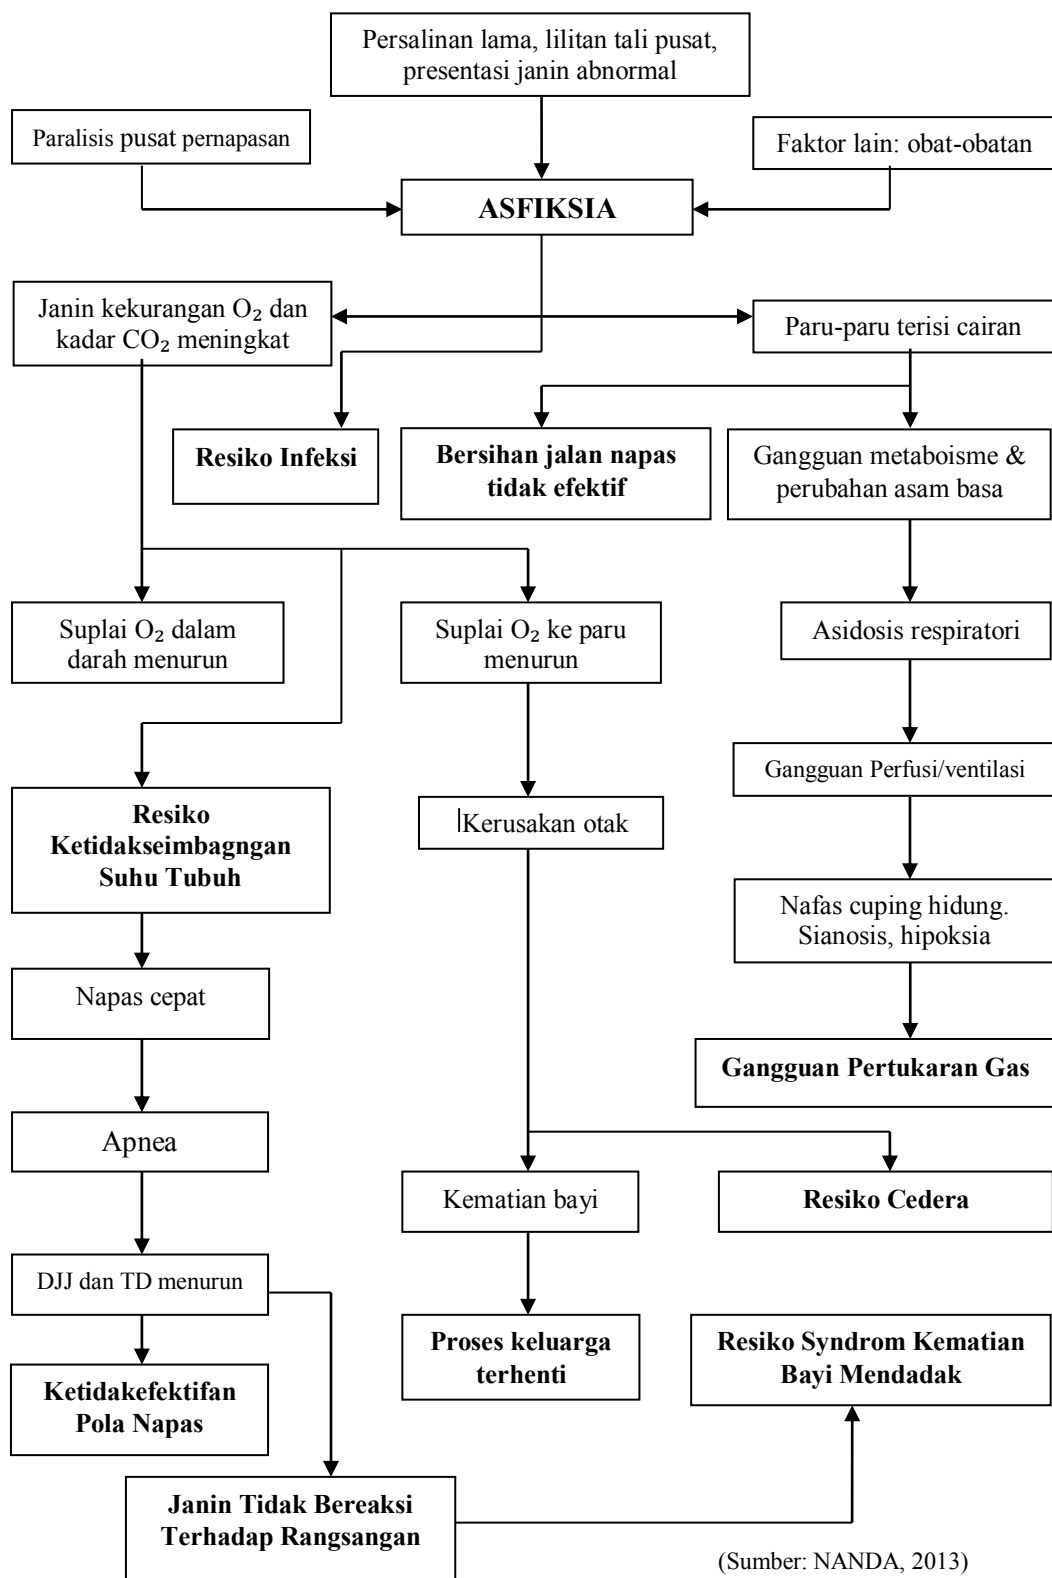 Persalinan lama, lilitan tali pusat,
presentasi janin abnormal
Paralisis pusat pernapasan
Faktor lain: obat-obatan
ASFIKSIA
Janin kekurangan O₂ dan
kadar CO₂ meningkat
Paru-paru terisi cairan
Resiko Infeksi
Bersihan jalan napas
tidak efektif
Gangguan metaboisme &
perubahan asam basa
Suplai O₂ dalam
darah menurun
Suplai O₂ ke paru
menurun
Asidosis respiratori
Gangguan Perfusi/ventilasi
Resiko
Ketidakseimbagngan
Suhu Tubuh
Kerusakan otak
Nafas cuping hidung.
Sianosis, hipoksia
Napas cepat
Gangguan Pertukaran Gas
Apnea
Kematian bayi
Resiko Cedera
DJJ dan TD menurun
Proses keluarga
terhenti
Resiko Syndrom Kematian
Bayi Mendadak
Ketidakefektifan
Pola Napas
Janin Tidak Bereaksi
Terhadap Rangsangan
(Sumber: NANDA, 2013)